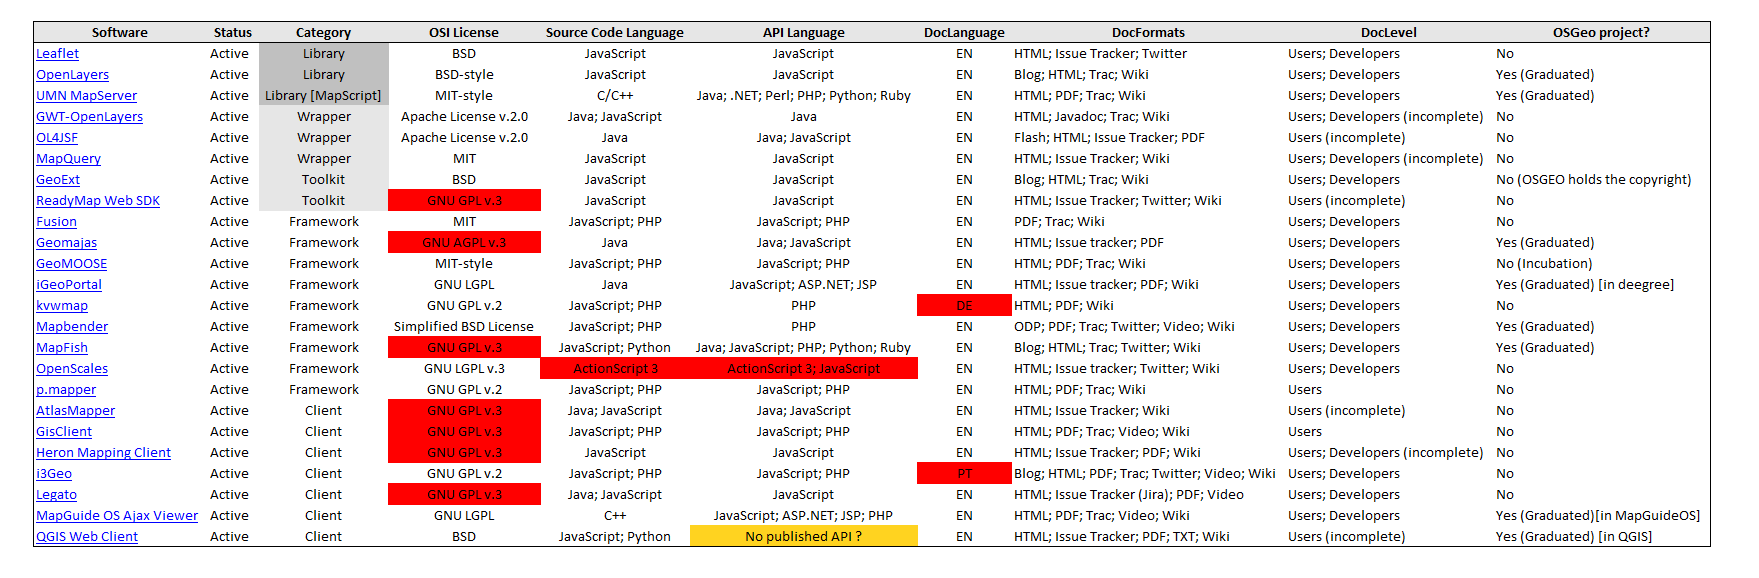 Software Status Category OSI License Source Code Language API Language DocLanguage DocFormats DocLevel OSGeo project?
Leaflet Active Library BSD JavaScript JavaScript EN HTML; Issue Tracker; Twitter Users; Developers No
OpenLayers Active Library BSD-style JavaScript JavaScript EN Blog; HTML; Trac; Wiki Users; Developers Yes (Graduated)
UMN MapServer Active Library [MapScript] MIT-style C/C++ Java; .NET; Perl; PHP; Python; Ruby EN HTML; PDF; Trac; Wiki Users; Developers Yes (Graduated)
GWT-OpenLayers Active Wrapper Apache License v.2.0 Java; JavaScript Java EN HTML; Javadoc; Trac; Wiki Users; Developers (incomplete) No
OL4JSF Active Wrapper Apache License v.2.0 Java Java; JavaScript EN Flash; HTML; Issue Tracker; PDF Users (incomplete) No
MapQuery Active Wrapper MIT JavaScript JavaScript EN HTML; Issue Tracker; Wiki Users; Developers (incomplete) No
GeoExt Active Toolkit BSD JavaScript JavaScript EN Blog; HTML; Trac; Wiki Users; Developers No (OSGEO holds the copyright)
ReadyMap Web SDK Active Toolkit GNU GPL v.3 JavaScript JavaScript EN HTML; Issue Tracker; Twitter; Wiki Users (incomplete) No
Fusion Active Framework MIT JavaScript; PHP JavaScript; PHP EN PDF; Trac; Wiki Users; Developers No
Geomajas Active Framework GNU AGPL v.3 Java Java; JavaScript EN HTML; Issue tracker; PDF Users; Developers Yes (Graduated)
GeoMOOSE Active Framework MIT-style JavaScript; PHP JavaScript; PHP EN HTML; PDF; Trac; Wiki Users; Developers No (Incubation)
iGeoPortal Active Framework GNU LGPL Java JavaScript; ASP.NET; JSP EN HTML; Issue tracker; PDF; Wiki Users; Developers Yes (Graduated) [in deegree]
kvwmap Active Framework GNU GPL v.2 JavaScript; PHP PHP DE HTML; PDF; Wiki Users; Developers No
Mapbender Active Framework Simplified BSD License JavaScript; PHP PHP EN ODP; PDF; Trac; Twitter; Video; Wiki Users; Developers Yes (Graduated)
MapFish Active Framework GNU GPL v.3 JavaScript; Python Java; JavaScript; PHP; Python; Ruby EN Blog; HTML; Trac; Twitter; Wiki Users; Developers Yes (Graduated)
OpenScales Active Framework GNU LGPL v.3 ActionScript 3 ActionScript 3; JavaScript EN HTML; Issue tracker; Twitter; Wiki Users; Developers No
p.mapper Active Framework GNU GPL v.2 JavaScript; PHP JavaScript; PHP EN HTML; PDF; Trac; Wiki Users No
AtlasMapper Active Client GNU GPL v.3 Java; JavaScript Java; JavaScript EN HTML; Issue Tracker; Wiki Users (incomplete) No
GisClient Active Client GNU GPL v.3 JavaScript; PHP JavaScript; PHP EN HTML; PDF; Trac; Video; Wiki Users No
Heron Mapping Client Active Client GNU GPL v.3 JavaScript JavaScript EN HTML; Issue Tracker; PDF; Wiki Users; Developers (incomplete) No
i3Geo Active Client GNU GPL v.2 JavaScript; PHP JavaScript; PHP PT Blog; HTML; PDF; Trac; Twitter; Video; Wiki Users; Developers No
Legato Active Client GNU GPL v.3 Java; JavaScript JavaScript EN HTML; Issue Tracker (Jira); PDF; Video Users; Developers No
MapGuide OS Ajax Viewer Active Client GNU LGPL C++ JavaScript; ASP.NET; JSP; PHP EN HTML; PDF; Trac; Video; Wiki Users; Developers Yes (Graduated)[in MapGuideOS]
QGIS Web Client Active Client BSD JavaScript; Python No published API ? EN HTML; Issue Tracker; PDF; TXT; Wiki Users (incomplete) Yes (Graduated) [in QGIS]